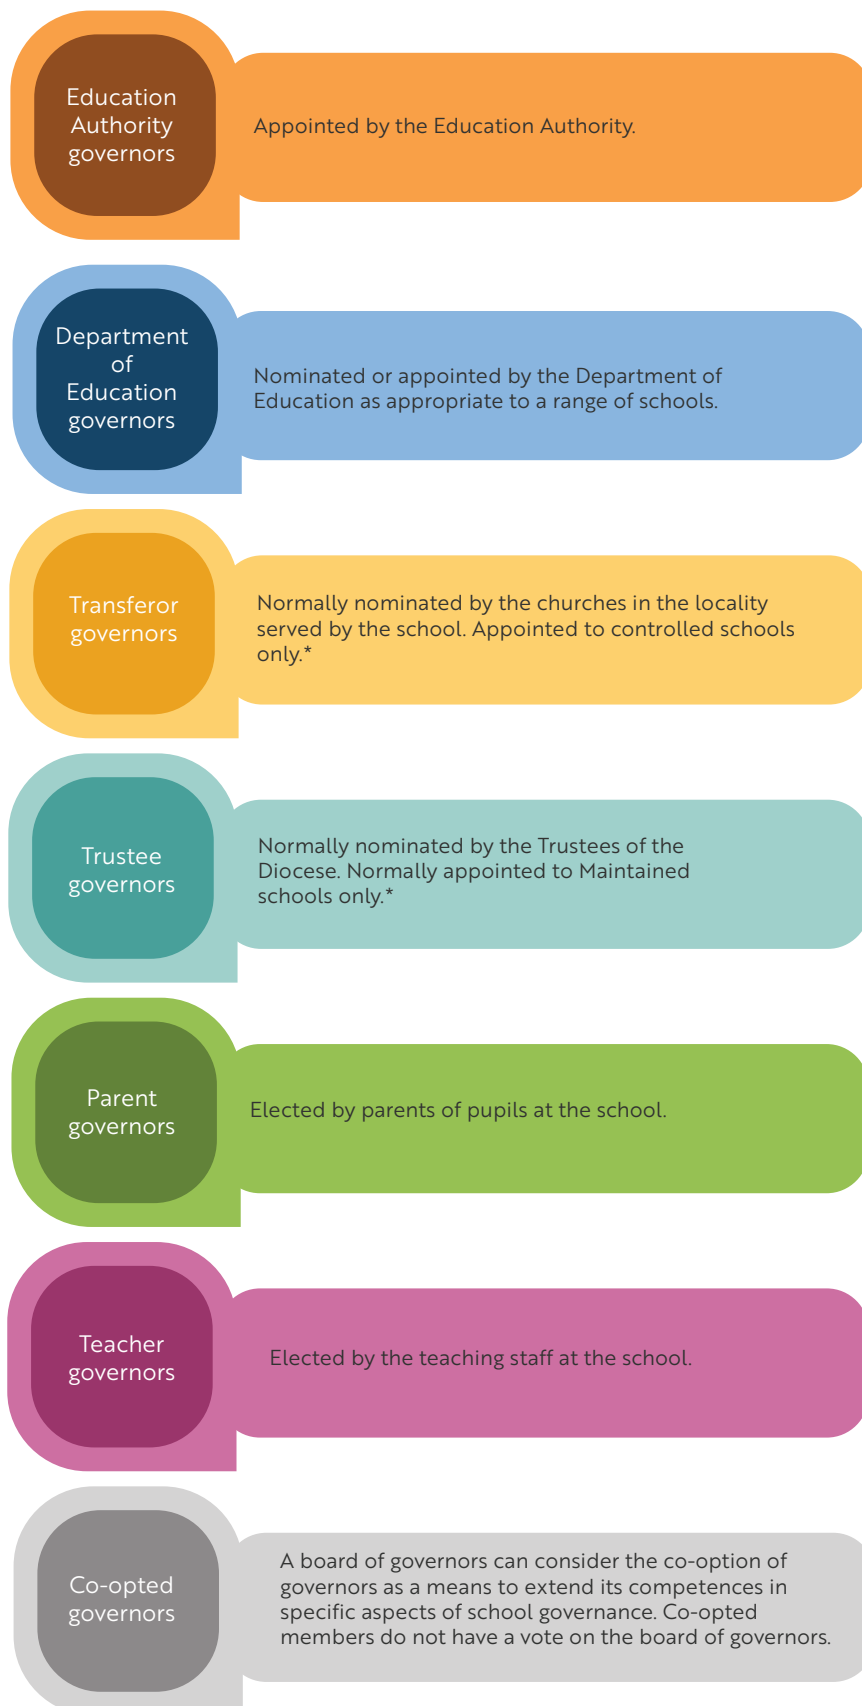 Education
Authority
governors
Appointed by the Education Authority.
Department
of
Education
governors
Nominated or appointed by the Department of
Education as appropriate to a range of schools.
Transferor
governors
Normally nominated by the churches in the locality
served by the school. Appointed to controlled schools
only.*
Trustee
governors
Normally nominated by the Trustees of the
Diocese. Normally appointed to Maintained
schools only.*
Parent
governors
Elected by parents of pupils at the school.
Teacher
governors
Elected by the teaching staff at the school.
Co-opted
governors
A board of governors can consider the co-option of
governors as a means to extend its competences in
specific aspects of school governance. Co-opted
members do not have a vote on the board of governors.